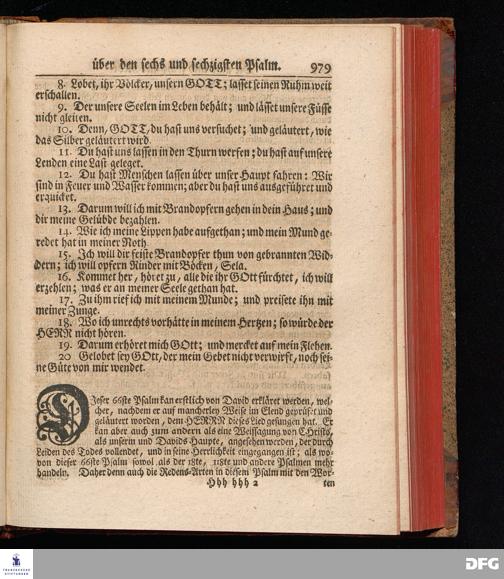 über den sechs und sechzigsten Psalm. 979
8. Lobet, ihr Völcker, unsern GOTT; lasset seinen Ruhm weit
erschallen.
9. Der unsere Seelen im Leben behält; und lässet unsere Füsse
nicht gleiten.
10. Denn, GOTT, du hast uns versuchet; und geläutert, wie
das Silber geläutert wird.
11. Du hast uns lassen in den Thurn werfen; du hast auf unsere
Lenden eine Last geleget.
12. Du hast Menschen lassen über unser Haupt fahren: Wir
sind in Feuer und Wasser kommen; aber du hast uns ausgeführet und
erquicket.
13. Darum will ich mit Brandopfern gehen in dein Haus; und
dir meine Gelübde bezahlen.
14. Wie ich meine Lippen habe aufgethan; und mein Mund ge-
redet hat in meiner Noth.
15. Ich will dir feiste Brandopfer thun von gebrannten Wid-
dern; ich will opfern Rinder mit Böcken, Sela.
16. Kommet her, höret zu, alle die ihr GOtt fürchtet, ich will
erzehlen; was er an meiner Seele gethan hat.
17. Zu ihm rief ich mit meinem Munde; und preisete ihn mit
meiner Zunge.
18. Wo ich unrechts vorhätte in meinem Hertzen; so würde der
HERR nicht hören.
19. Darum erhöret mich GOtt; und mercket auf mein Flehen.
20 Gelobet sey GOtt, der mein Gebet nicht verwirft, noch sei-
ne Güte von mir wendet.
DIeser 66ste Psalm kan erstlich von David erkläret werden, wel-
cher, nachdem er auf mancherley Weise im Elend geprüfet und
geläutert worden, dem HERRN dieses Lied gesungen hat. Er
kan aber auch zum andern als eine Weissagung von Christo,
als unserm und Davids Haupte, angesehen werden, der durch
Leiden des Todes vollendet, und in seine Herrlichkeit eingegangen ist; als wo-
von dieser 66ste Psalm sowol als der 18te, 118te und andere Psalmen mehr
handeln. Daher denn auch die Redens-Arten in diesem Psalm mit den Wor-
Hhh hhh 2 ten
FRANCKESCHE
STIFTUNGEN
DFG